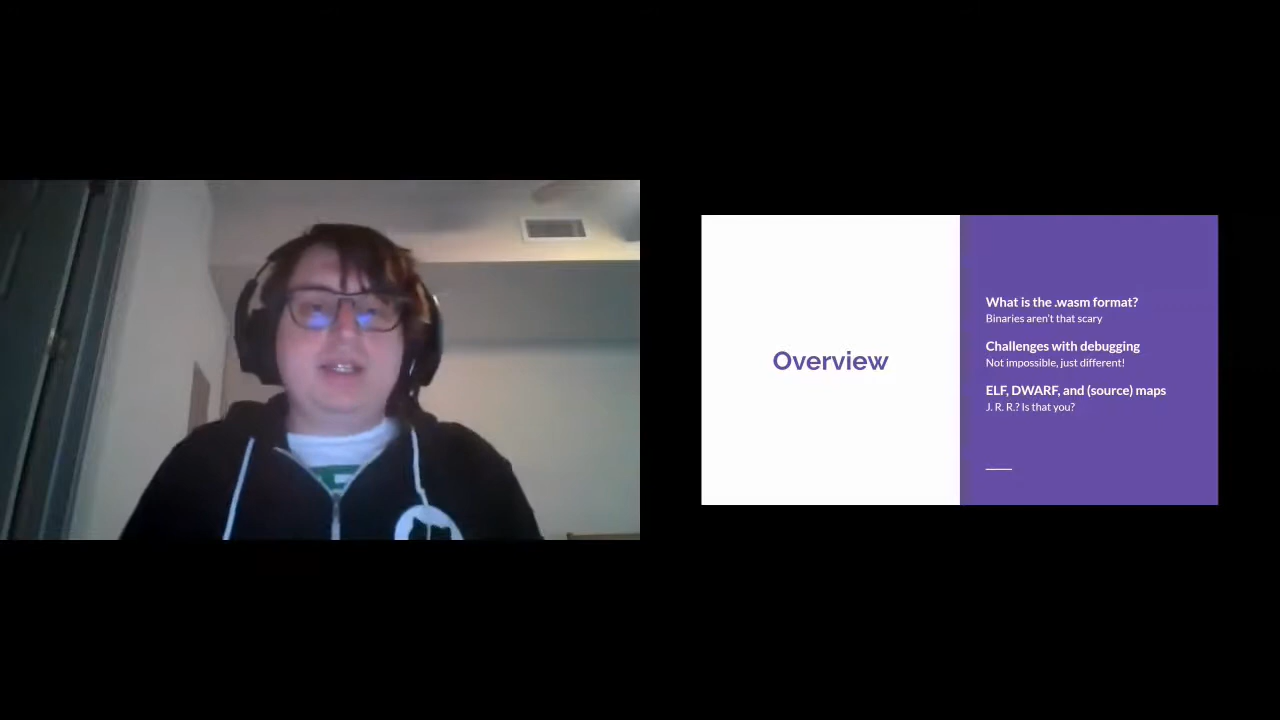 Overview
What is the .wasm format?
Binaries aren't that scary
Challenges with debugging
Not impossible, just different!
ELF, DWARF, and (source) maps
J. R. R.? Is that you?